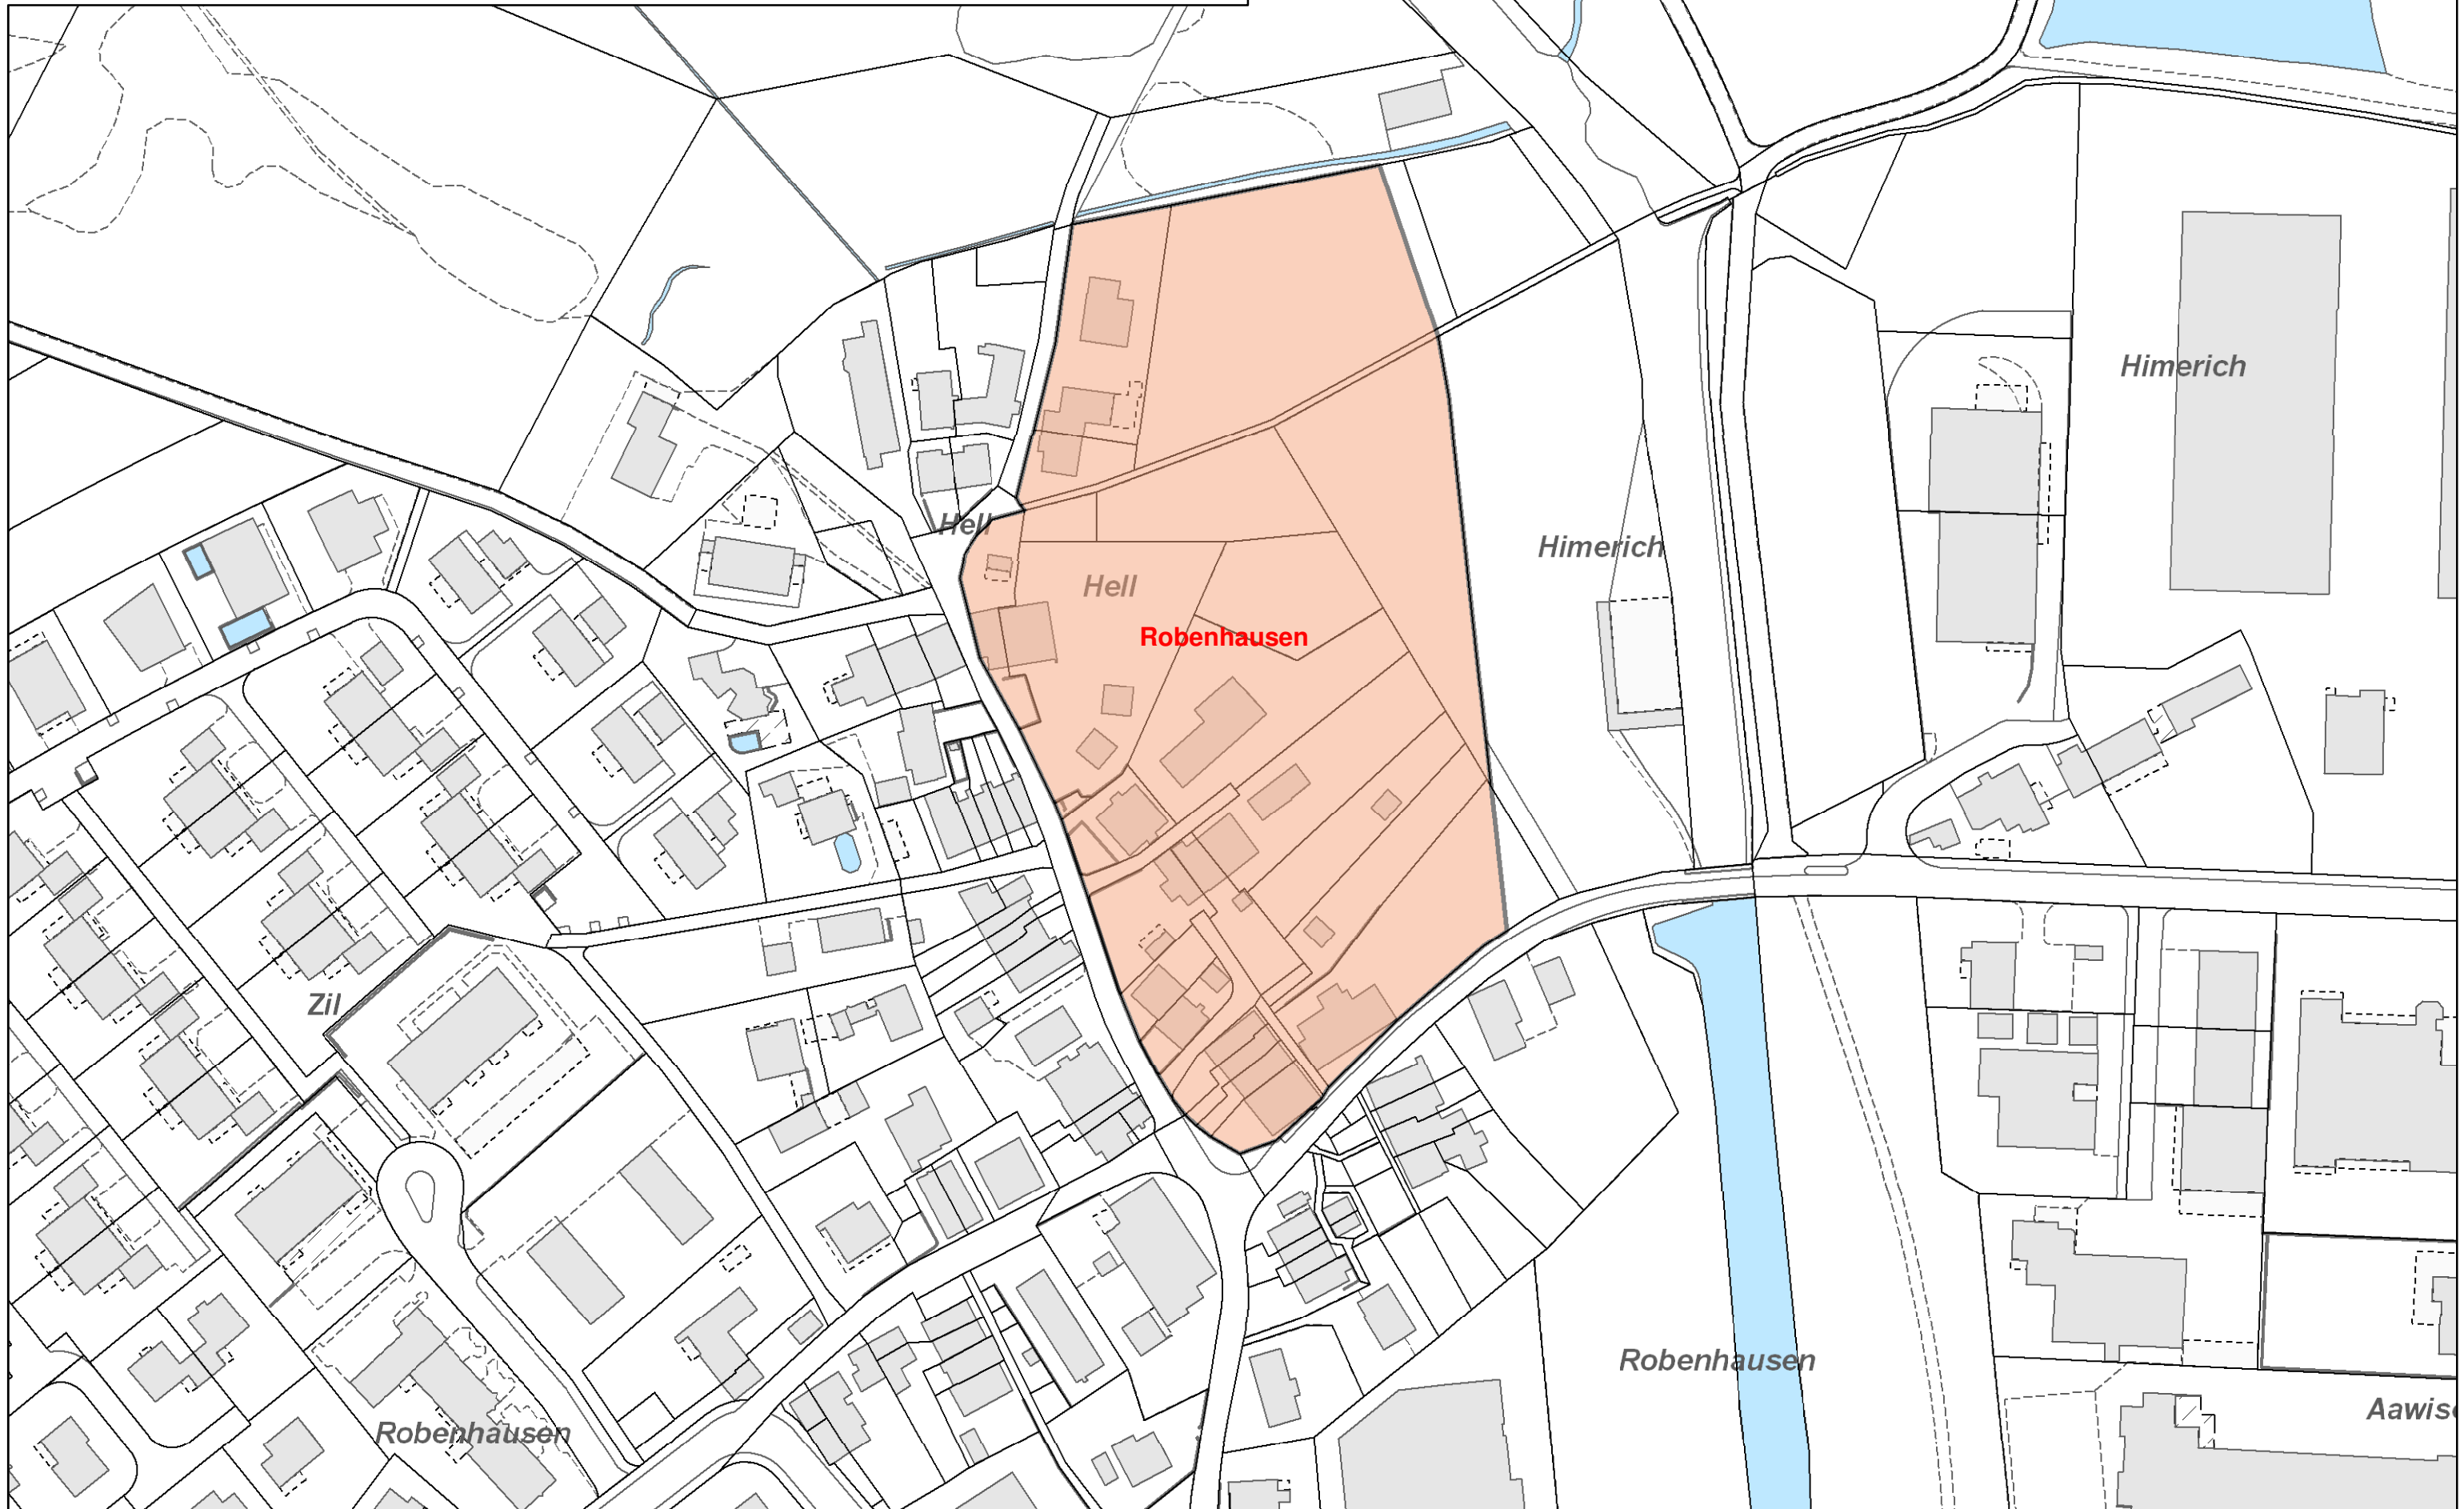 Himerich
Hell
Himerich
Hell
Robenhausen
Zil
Robenhausen
Aawis
Robenhausen